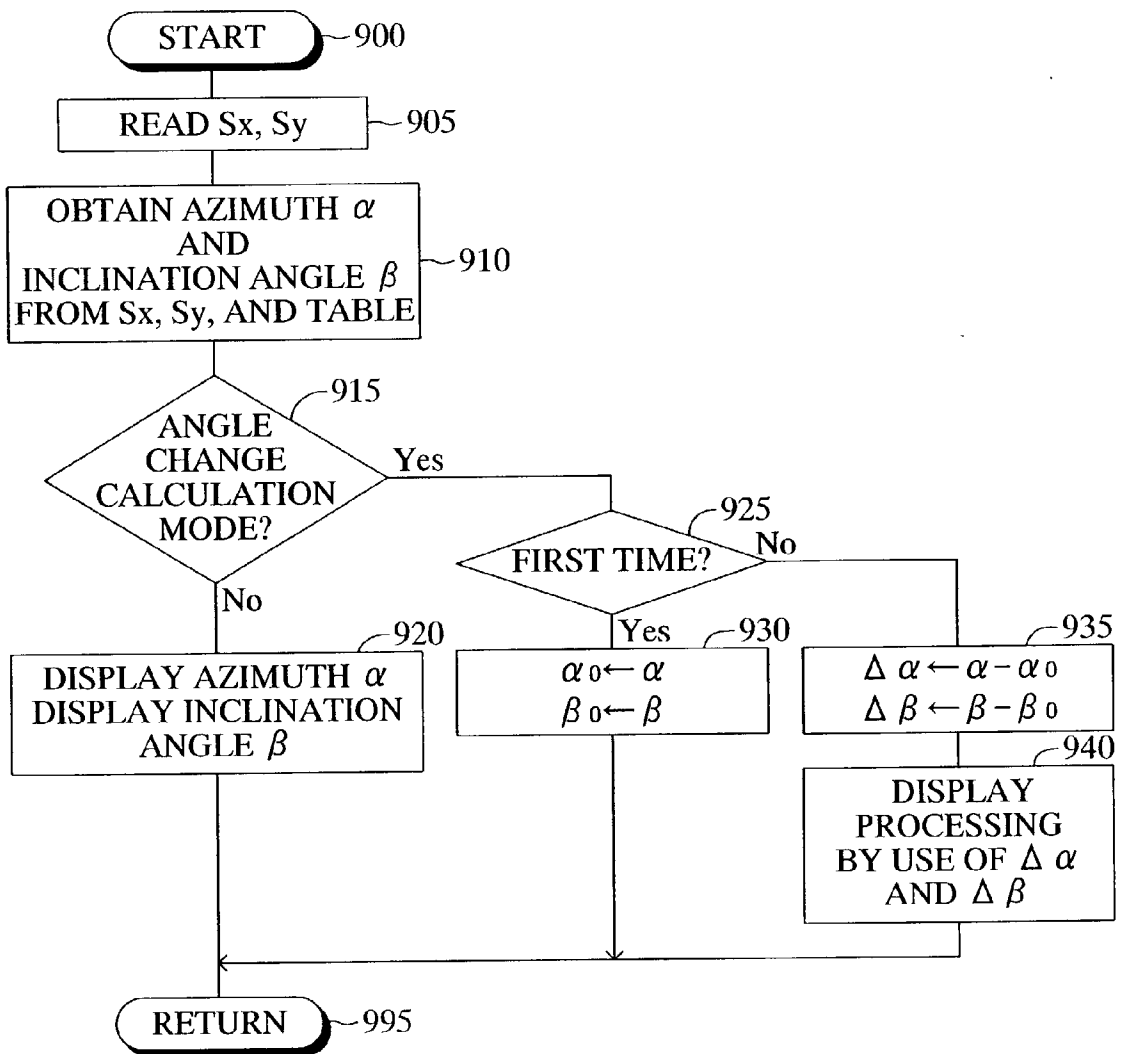 START
900
READ Sx, Sy
905
OBTAIN AZIMUTH α
AND
INCLINATION ANGLE β
FROM Sx, Sy, AND TABLE
910
915
ANGLE
CHANGE
CALCULATION
MODE?
Yes
No
925
FIRST TIME?
No
Yes
920
DISPLAY AZIMUTH α
DISPLAY INCLINATION
ANGLE β
930
α0←α
β0←β
935
Δα←α-α0
Δβ←β-β0
940
DISPLAY
PROCESSING
BY USE OF Δα
AND Δβ
RETURN
995